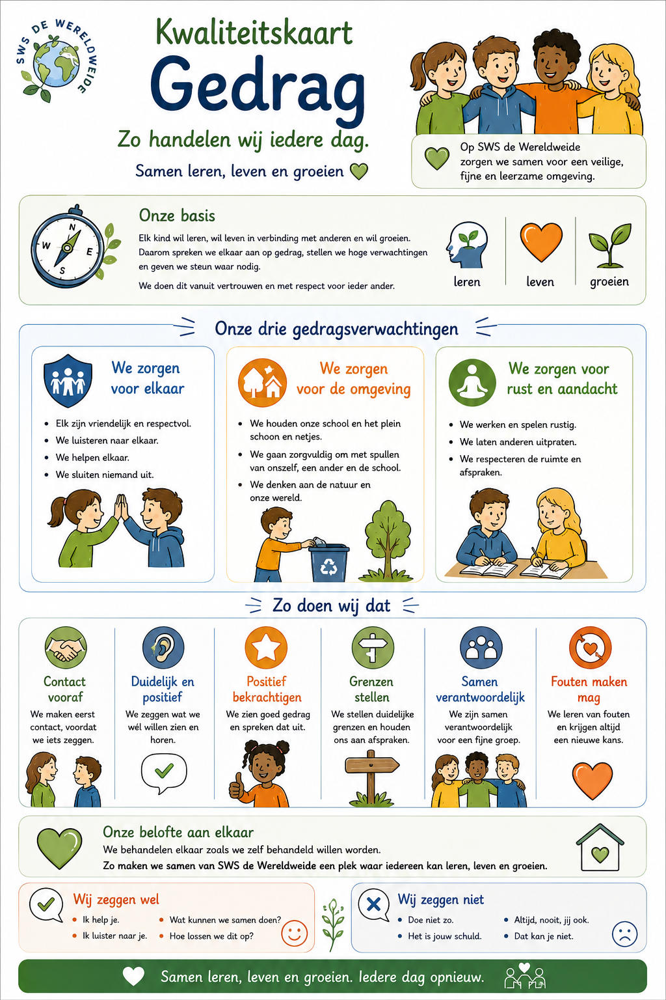 SWS DE WERELDWEIDE
Kwaliteitskaart
Gedrag
Zo handelen wij iedere dag.
Samen leren, leven en groeien
Op SWS de Wereldweide
zorgen we samen voor een veilige,
fijne en leerzame omgeving.
N
W
E
S
Onze basis
Elk kind wil leren, wil leven in verbinding met anderen en wil groeien.
Daarom spreken we elkaar aan op gedrag, stellen we hoge verwachtingen
en geven we steun waar nodig.
We doen dit vanuit vertrouwen en met respect voor ieder ander.
leren
leven
groeien
Onze drie gedragsverwachtingen
We zorgen
voor elkaar
• Elk zijn vriendelijk en respectvol.
• We luisteren naar elkaar.
• We helpen elkaar.
• We sluiten niemand uit.
We zorgen
voor de omgeving
• We houden onze school en het plein
schoon en netjes.
• We gaan zorgvuldig om met spullen
van onszelf, een ander en de school.
• We denken aan de natuur en
onze wereld.
We zorgen voor
rust en aandacht
• We werken en spelen rustig.
• We laten anderen uitpraten.
• We respecteren de ruimte en
afspraken.
Zo doen wij dat
Contact
vooraf
We maken eerst
contact, voordat
we iets zeggen.
Duidelijk en
positief
We zeggen wat we
wél willen zien en
horen.
Positief
bekrachtigen
We zien goed gedrag
en spreken dat uit.
Grenzen
stellen
We stellen duidelijke
grenzen en houden
ons aan afspraken.
Samen
verantwoordelijk
We zijn samen
verantwoordelijk
voor een fijne groep.
Fouten maken
mag
We leren van fouten
en krijgen altijd
een nieuwe kans.
Onze belofte aan elkaar
We behandelen elkaar zoals we zelf behandeld willen worden.
Zo maken we samen van SWS de Wereldweide een plek waar iedereen kan leren, leven en groeien.
Wij zeggen wel
• Ik help je.
• Ik luister naar je.
• Wat kunnen we samen doen?
• Hoe lossen we dit op?
Wij zeggen niet
• Doe niet zo.
• Het is jouw schuld.
• Altijd, nooit, jij ook.
• Dat kan je niet.
Samen leren, leven en groeien. Iedere dag opnieuw.